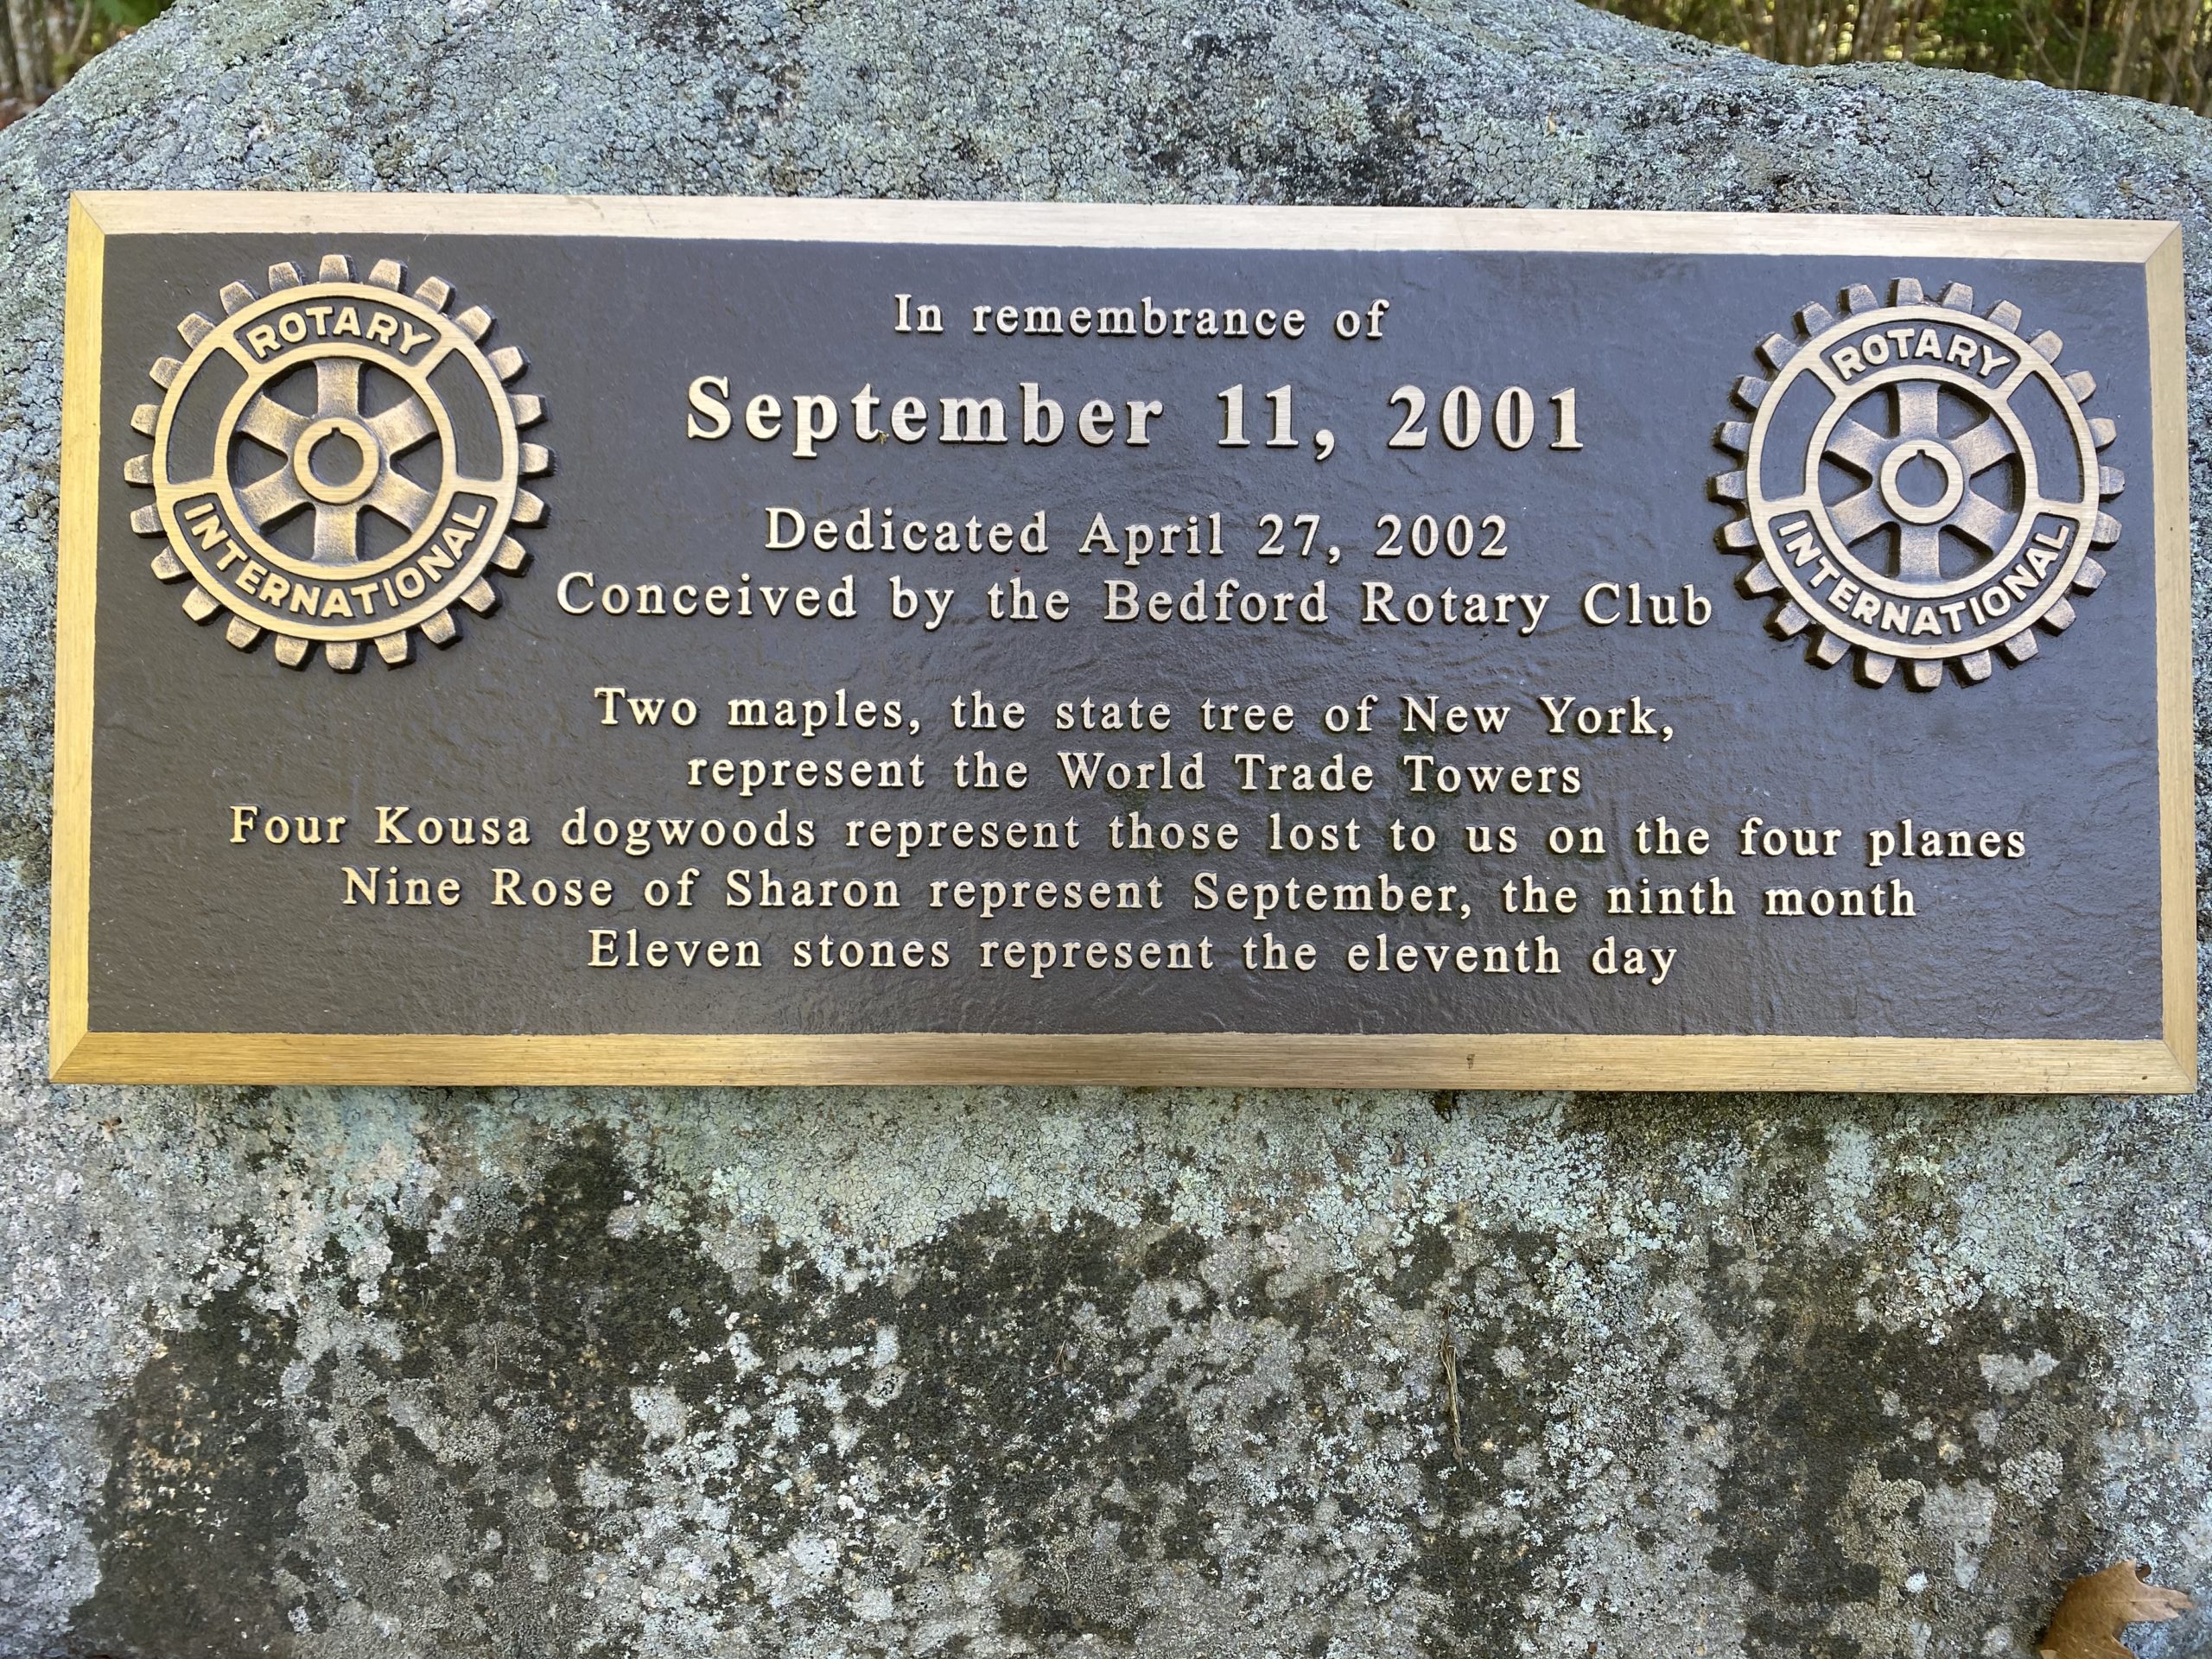 ROTARY
INTERNATIONAL
In remembrance of
September 11, 2001
Dedicated April 27, 2002
Conceived by the Bedford Rotary Club
Two maples, the state tree of New York,
represent the World Trade Towers
Four Kousa dogwoods represent those lost to us on the four planes
Nine Rose of Sharon represent September, the ninth month
Eleven stones represent the eleventh day
ROTARY
INTERNATIONAL